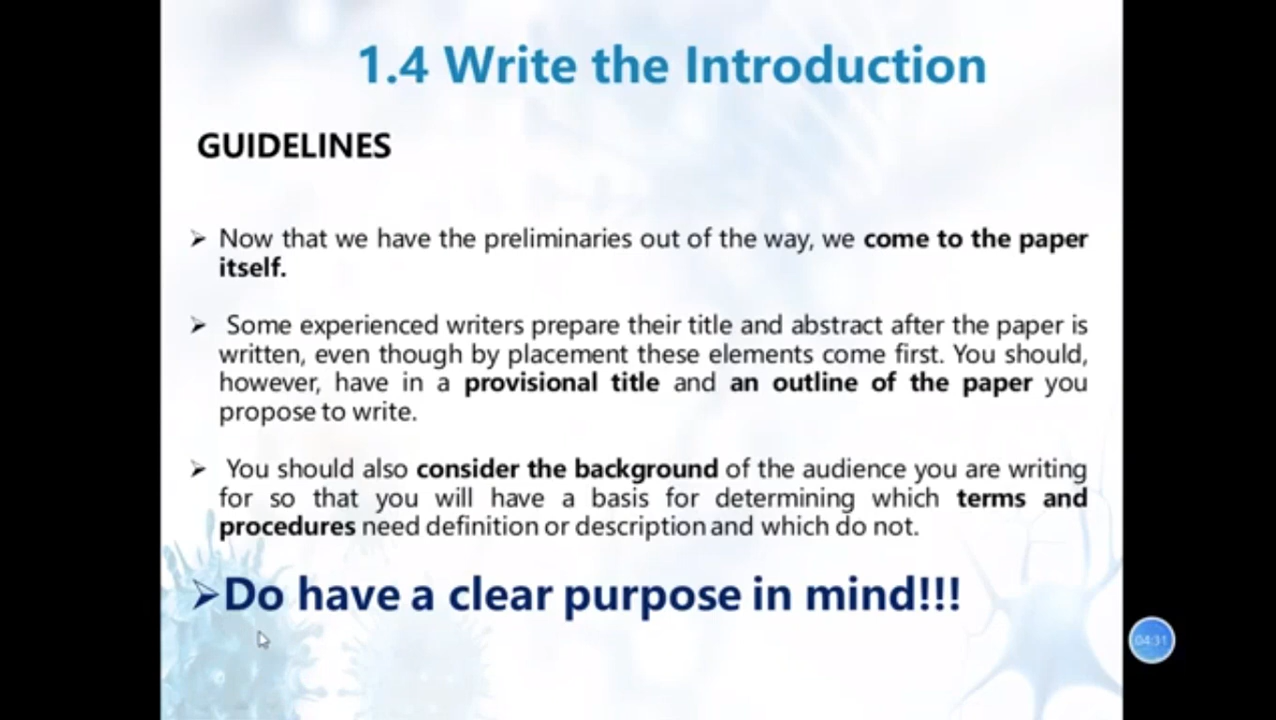 1.4 Write the Introduction
GUIDELINES
➢ Now that we have the preliminaries out of the way, we come to the paper
itself.
➢ Some experienced writers prepare their title and abstract after the paper is
written, even though by placement these elements come first. You should,
however, have in a provisional title and an outline of the paper you
propose to write.
➢ You should also consider the background of the audience you are writing
for so that you will have a basis for determining which terms and
procedures need definition or description and which do not.
➢Do have a clear purpose in mind!!!
04:31